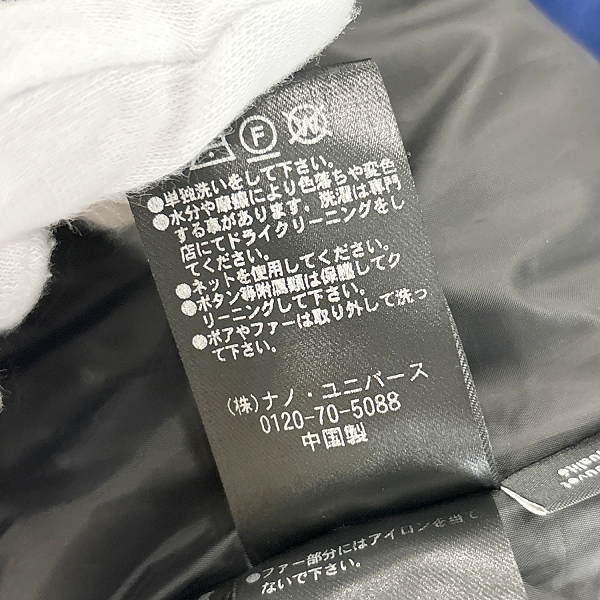 F W
●単独洗いをして下さい。
●水分や摩擦により色落ちや変色
する事があります。洗濯は専門
店にてドライクリーニングをし
てください。
●ネットを使用してください。
●ボタン等附属類は保護してク
リーニングして下さい。
●ボアやファーは取り外して洗っ
て下さい。
(株)ナノ・ユニバース
0120-70-5088
中国製
●ファー部分にはアイロンを当て
ないで下さい。